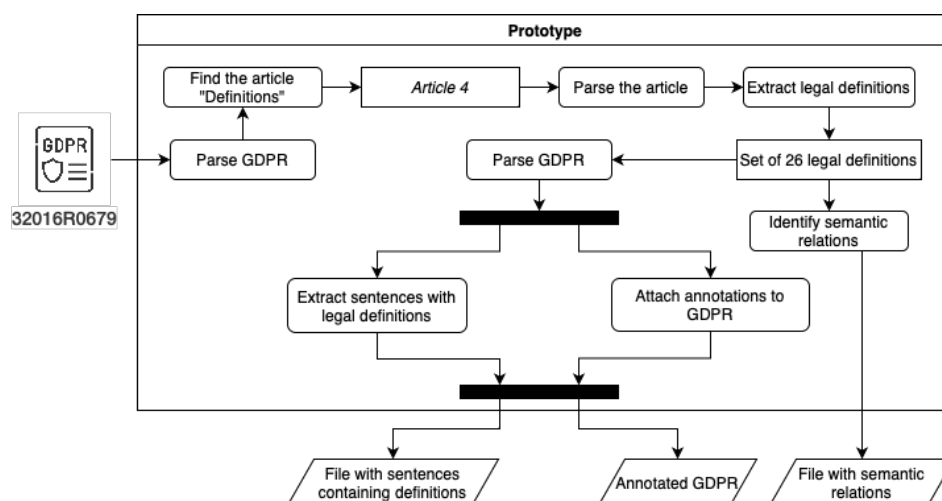 Prototype
Find the article
"Definitions"
Article 4
Parse the article
Extract legal definitions
GDPR
32016R0679
Parse GDPR
Parse GDPR
Set of 26 legal definitions
Identify semantic
relations
Extract sentences with
legal definitions
Attach annotations to
GDPR
File with sentences
containing definitions
Annotated GDPR
File with semantic
relations